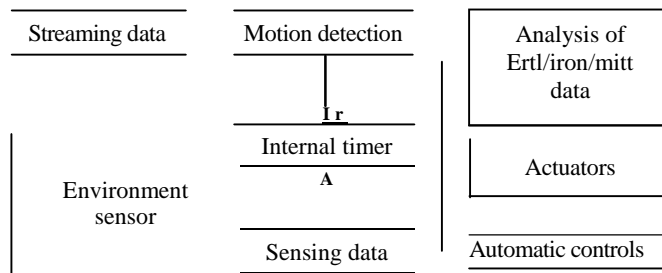 Streaming data
Motion detection
Analysis of
Ertl/iron/mitt
data
I r
Internal timer
A
Actuators
Environment
sensor
Sensing data
Automatic controls